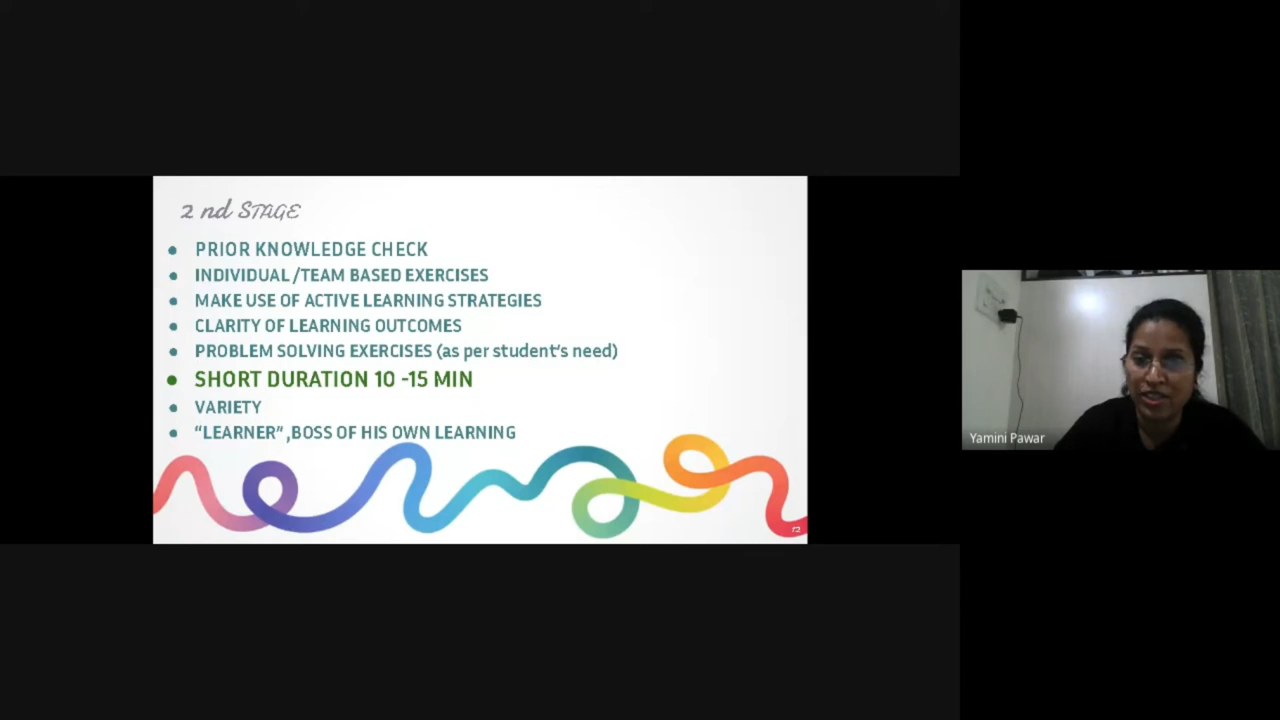 2 nd STAGE
● PRIOR KNOWLEDGE CHECK
● INDIVIDUAL /TEAM BASED EXERCISES
● MAKE USE OF ACTIVE LEARNING STRATEGIES
● CLARITY OF LEARNING OUTCOMES
● PROBLEM SOLVING EXERCISES (as per student's need)
● SHORT DURATION 10 -15 MIN
● VARIETY
● “LEARNER” ,BOSS OF HIS OWN LEARNING
Yamini Pawar